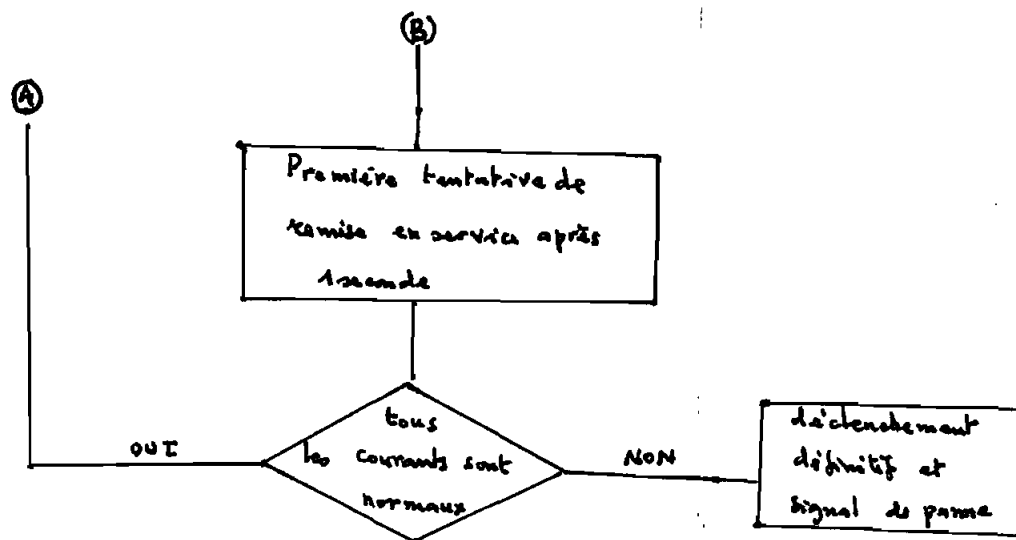 B
A
Première tentative de
remise en service après
1 seconde
tous
les courants sont
normaux
OUI
NON
déclenchement
définitif et
signal de panne